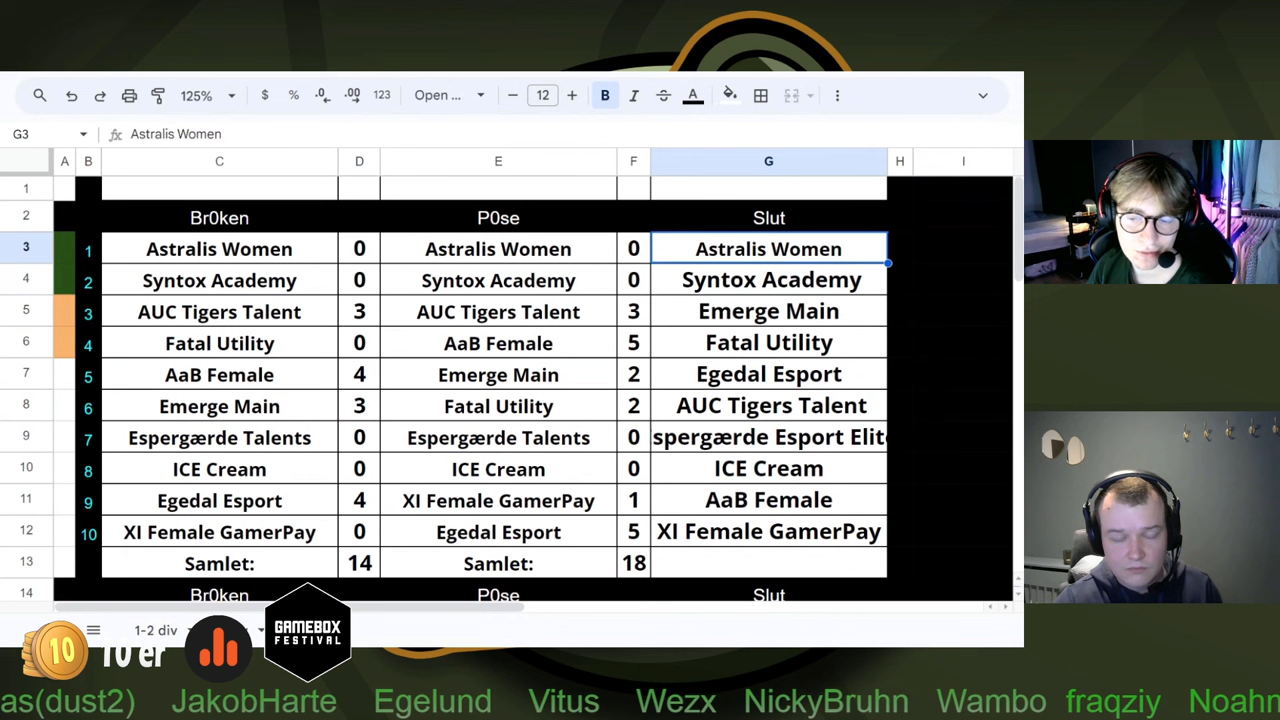 125% $ % .0 .00 123 Open ... 12 B I A
G3 fx Astralis Women
A B C D E F G H I
1
2 Br0ken P0se Slut
3 1 Astralis Women 0 Astralis Women 0 Astralis Women
4 2 Syntox Academy 0 Syntox Academy 0 Syntox Academy
5 3 AUC Tigers Talent 3 AUC Tigers Talent 3 Emerge Main
6 4 Fatal Utility 0 AaB Female 5 Fatal Utility
7 5 AaB Female 4 Emerge Main 2 Egedal Esport
8 6 Emerge Main 3 Fatal Utility 2 AUC Tigers Talent
9 7 Espergærde Talents 0 Espergærde Talents 0 spergærde Esport Elit
10 8 ICE Cream 0 ICE Cream 0 ICE Cream
11 9 Egedal Esport 4 XI Female GamerPay 1 AaB Female
12 10 XI Female GamerPay 0 Egedal Esport 5 XI Female GamerPay
13 Samlet: 14 Samlet: 18
14 Br0ken P0se Slut
1-2 div
10 10 er GAMEBOX
FESTIVAL
as(dust2) JakobHarte Egelund Vitus Wezx NickyBruhn Wambo fraqziy Noahn